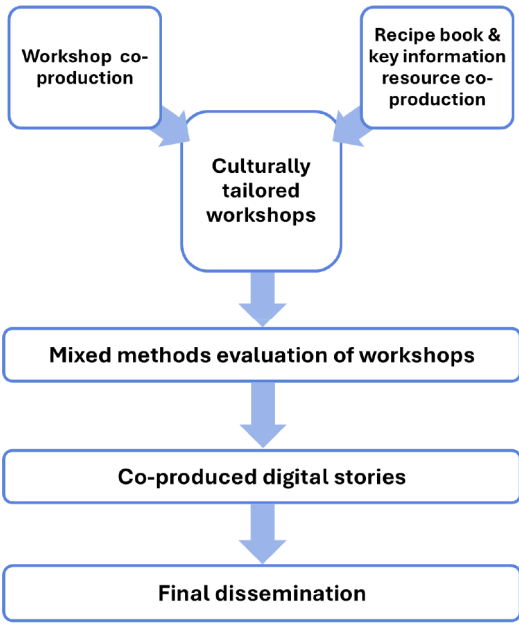 Workshop co-
production
Recipe book &
key information
resource co-
production
Culturally
tailored
workshops
Mixed methods evaluation of workshops
Co-produced digital stories
Final dissemination